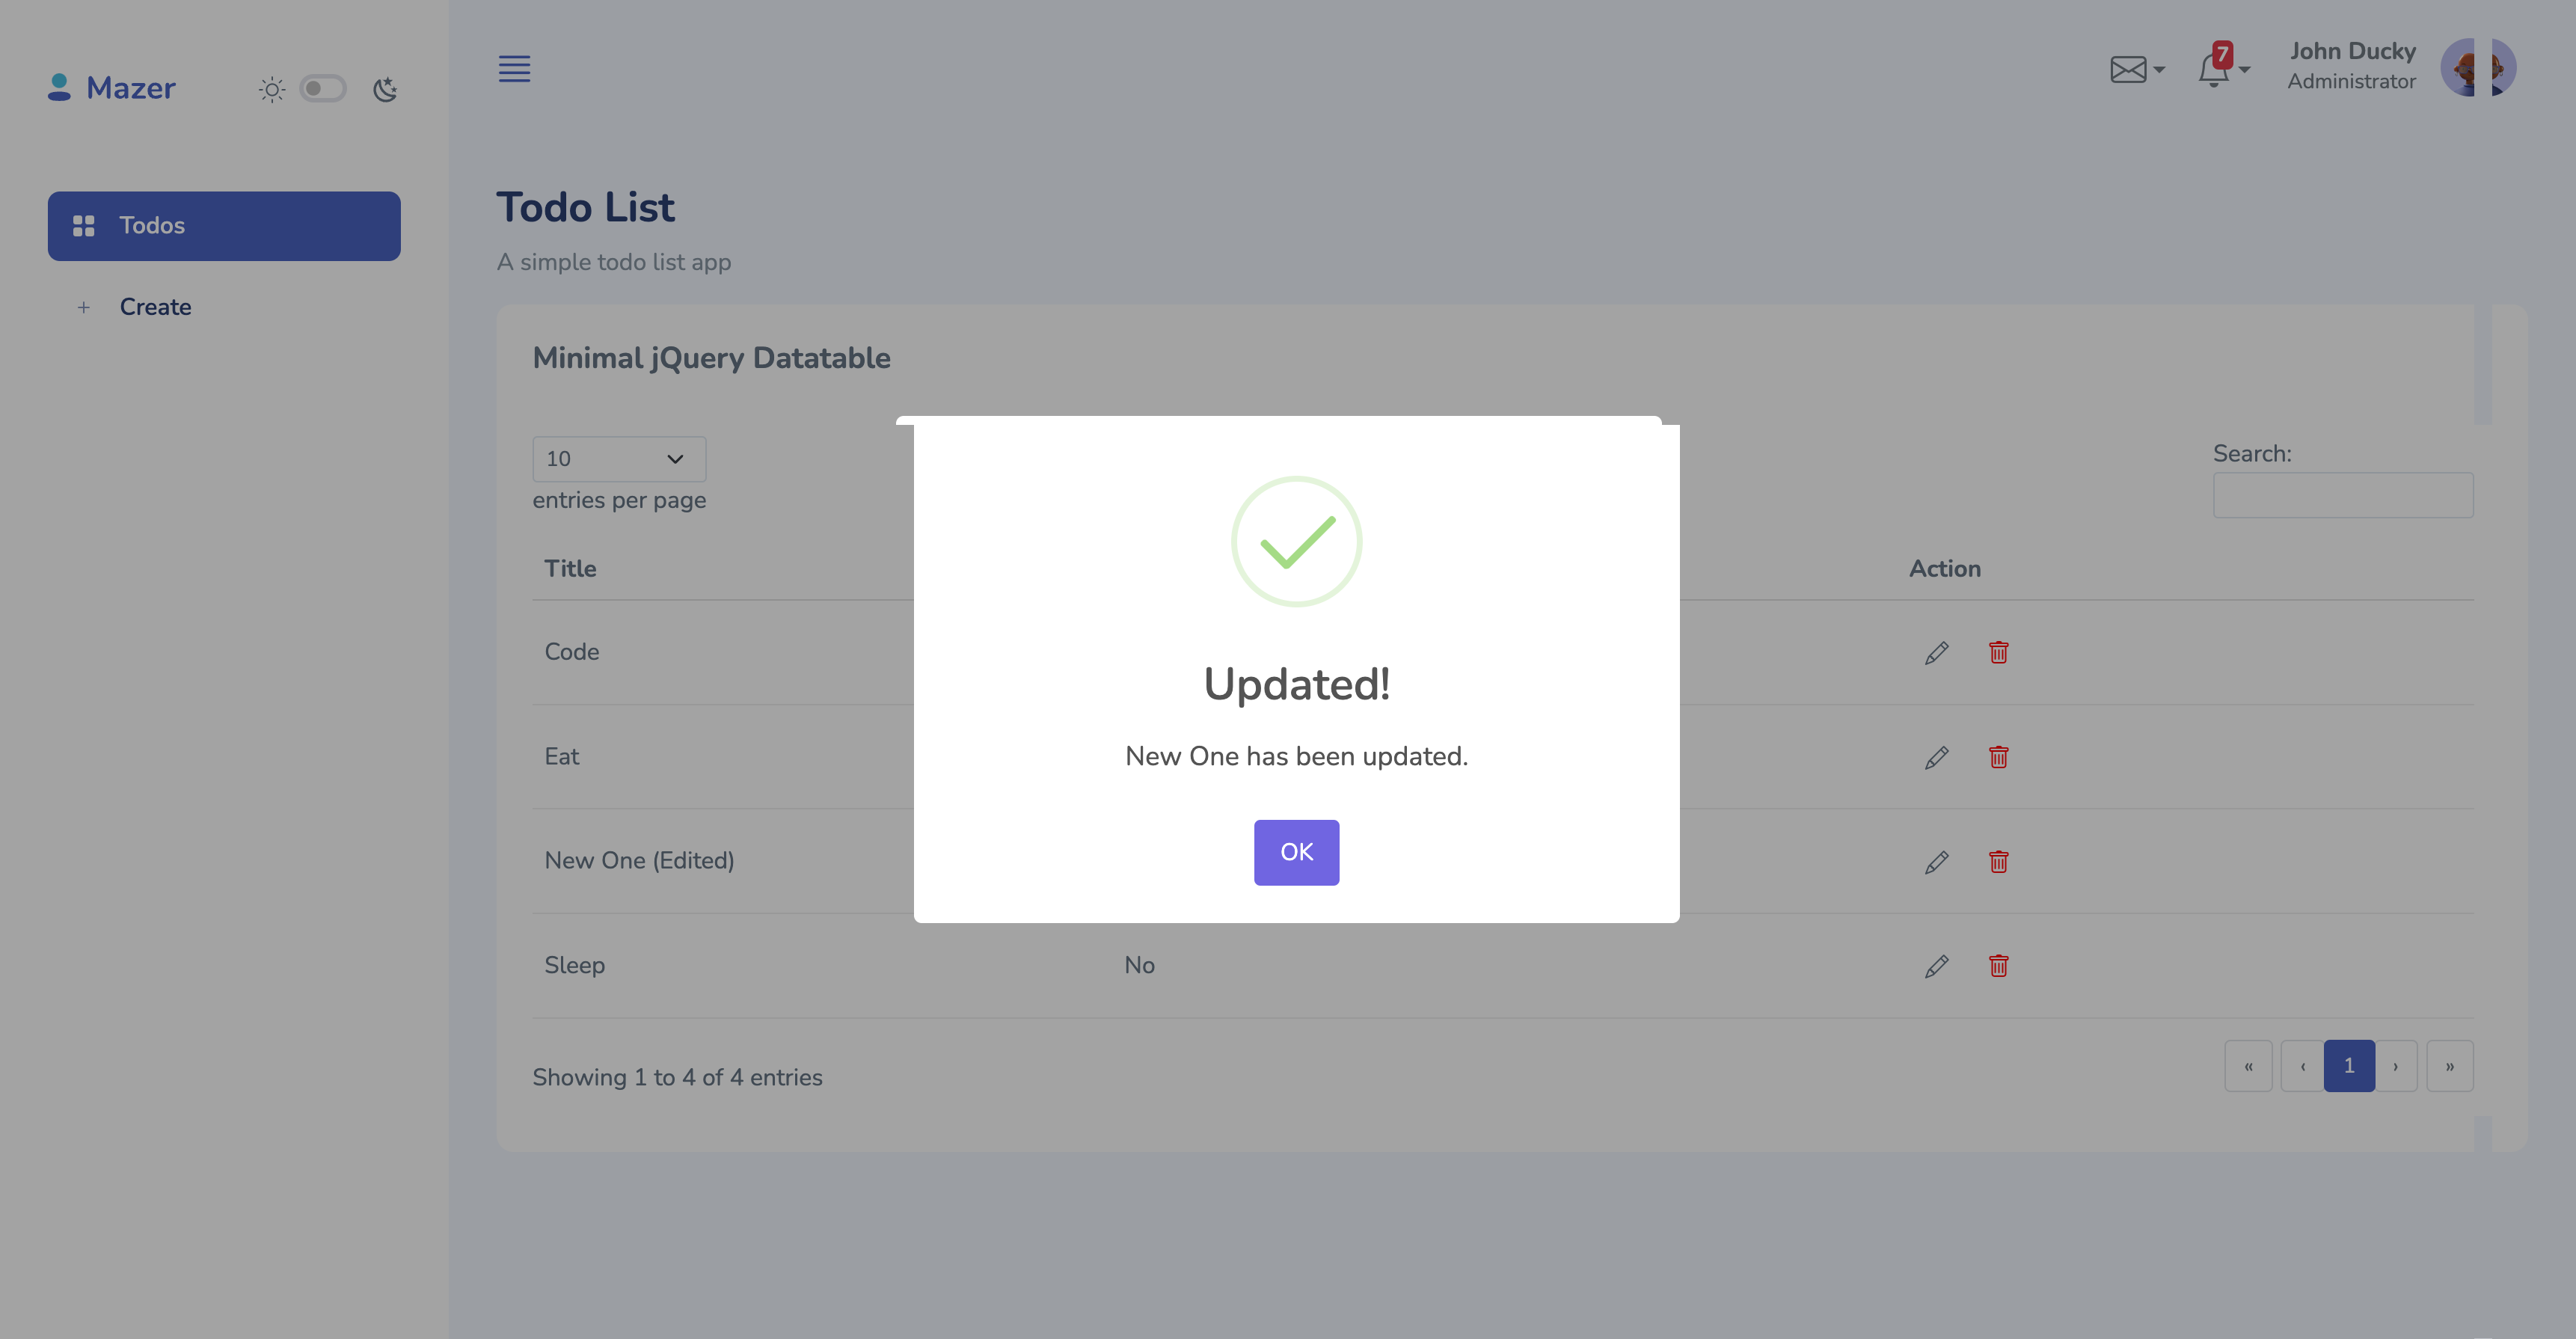 Mazer
7
John Ducky
Administrator
Todos
Create
Todo List
A simple todo list app
Minimal jQuery Datatable
10
entries per page
Search:
Title
Action
Code
Eat
New One (Edited)
Sleep
No
Updated!
New One has been updated.
OK
Showing 1 to 4 of 4 entries
« ‹ 1 › »